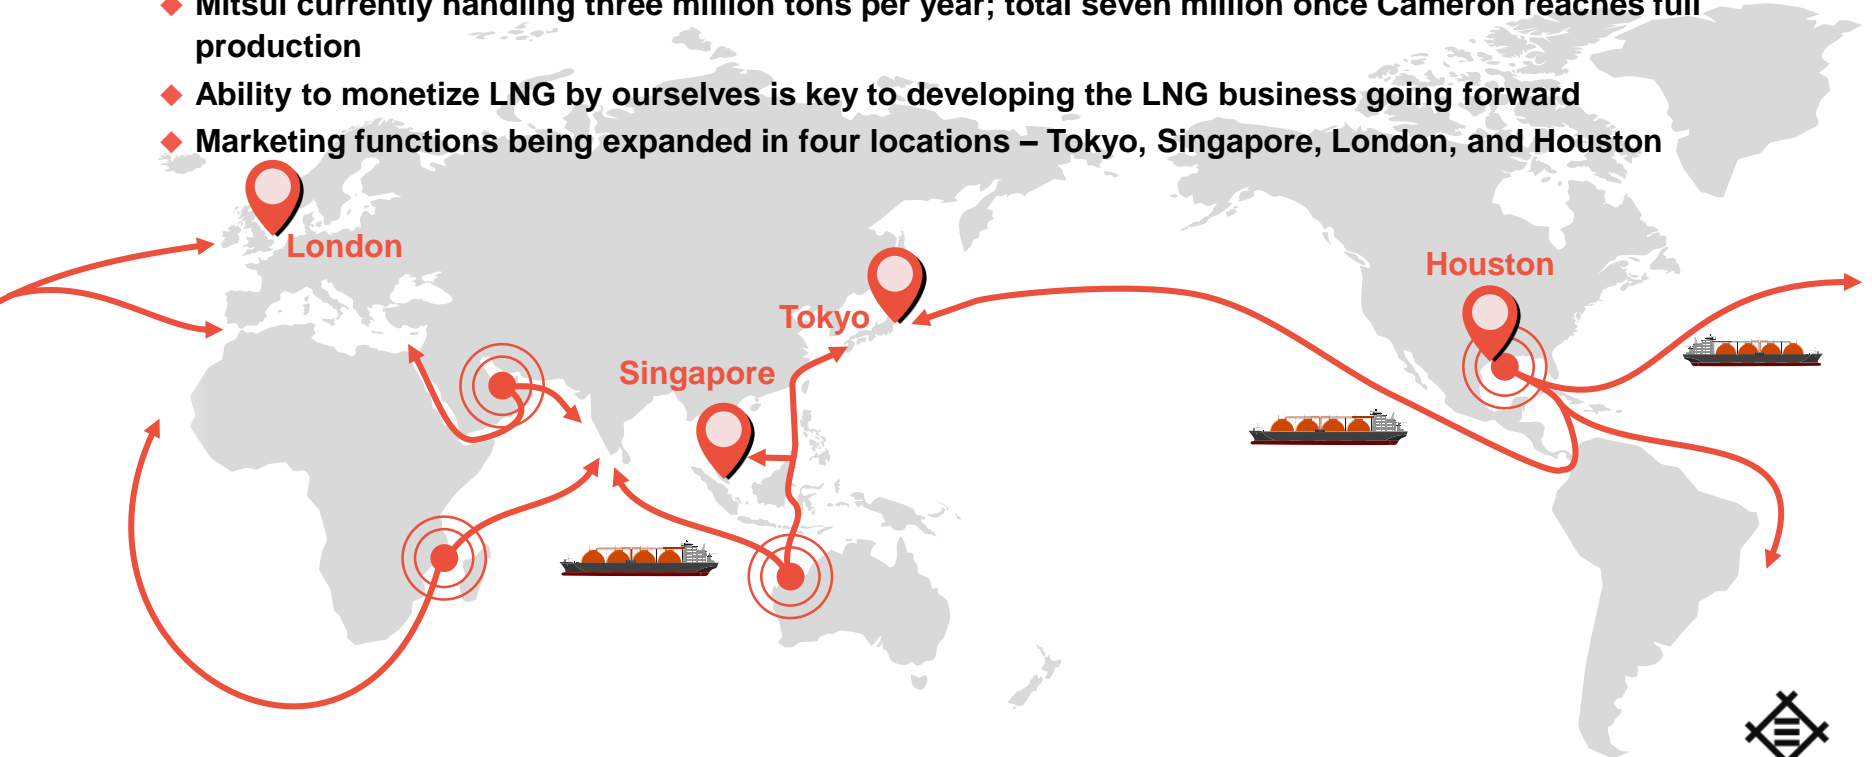 Mitsui currently handling three million tons per year; total seven million once Cameron reaches full
production
Ability to monetize LNG by ourselves is key to developing the LNG business going forward
Marketing functions being expanded in four locations – Tokyo, Singapore, London, and Houston
London
Houston
Tokyo
Singapore